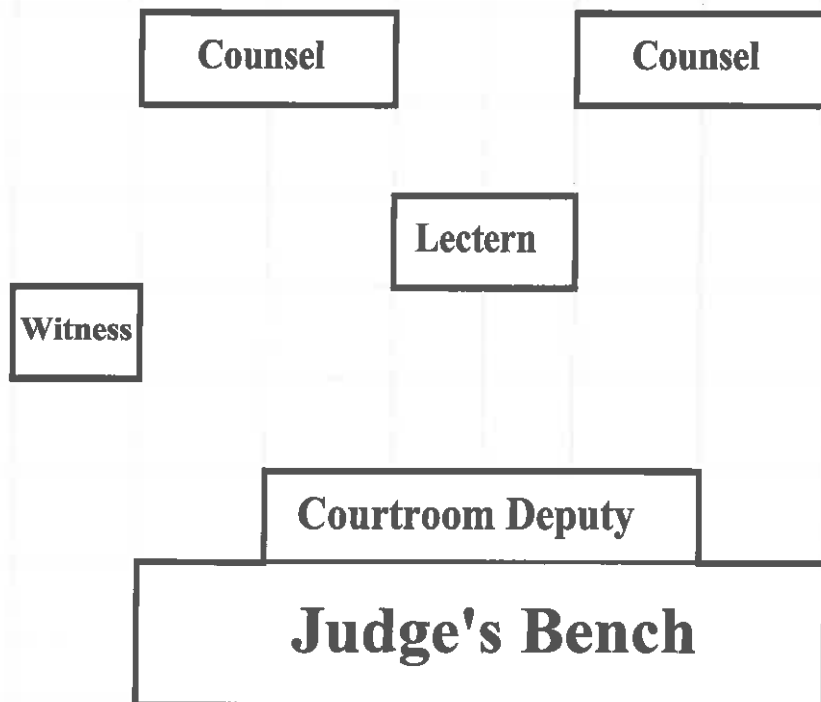 Counsel
Counsel
Lectern
Witness
Courtroom Deputy
Judge's Bench